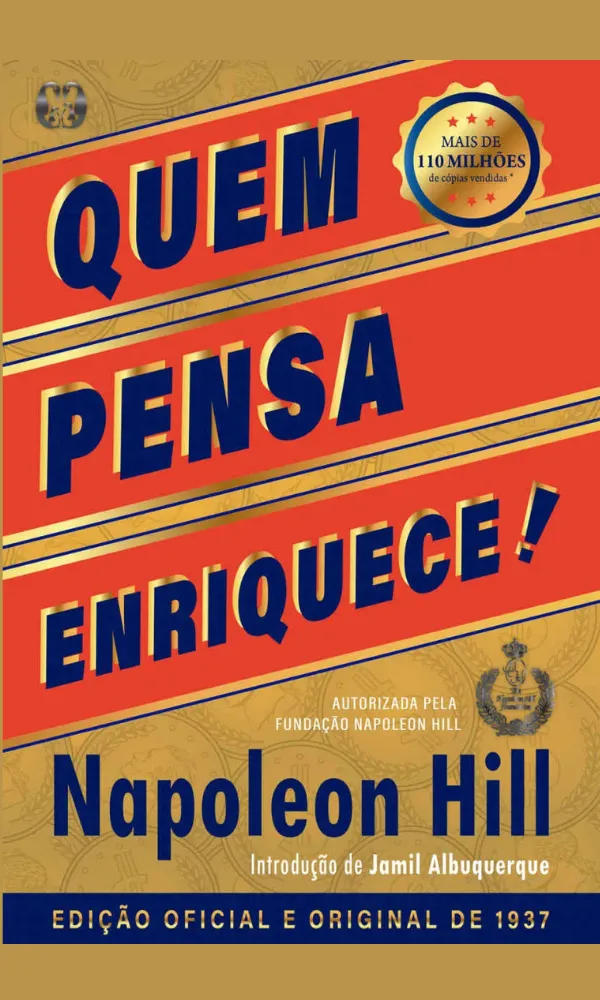 MAIS DE
110 MILHÕES
de cópias vendidas*
QUEM
PENSA
ENRIQUECE!
AUTORIZADA PELA
FUNDAÇÃO NAPOLEON HILL
Napoleon Hill
Introdução de Jamil Albuquerque
EDIÇÃO OFICIAL E ORIGINAL DE 1937